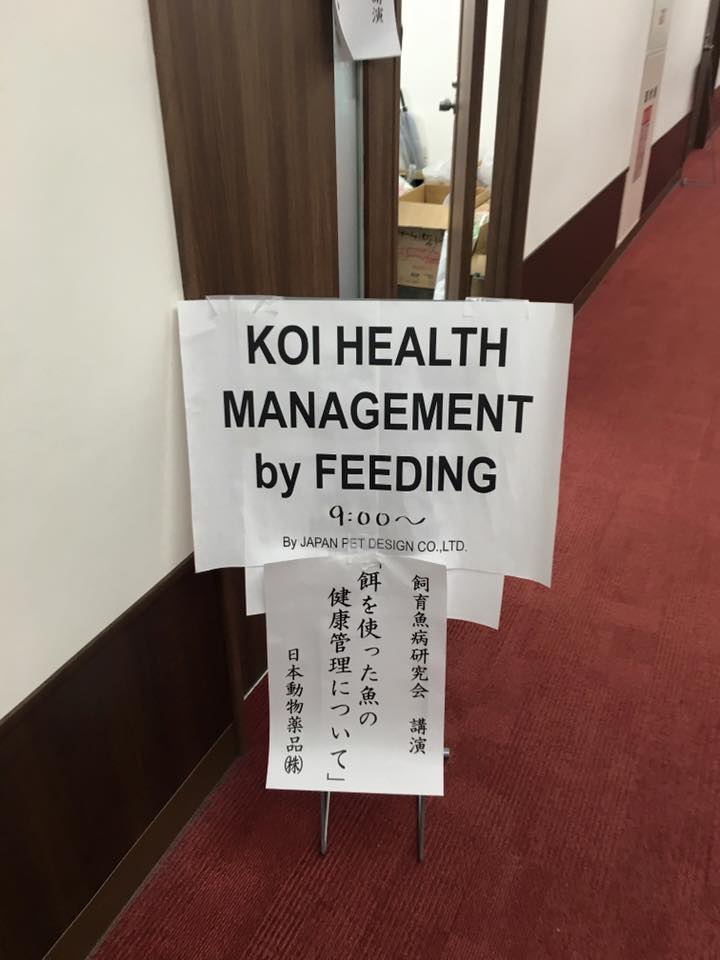 講演
KOI HEALTH
MANAGEMENT
by FEEDING
9:00～
By JAPAN PET DESIGN CO.,LTD.
飼育魚病研究会 講演
「餌を使った魚の
健康管理について」
日本動物薬品㈱